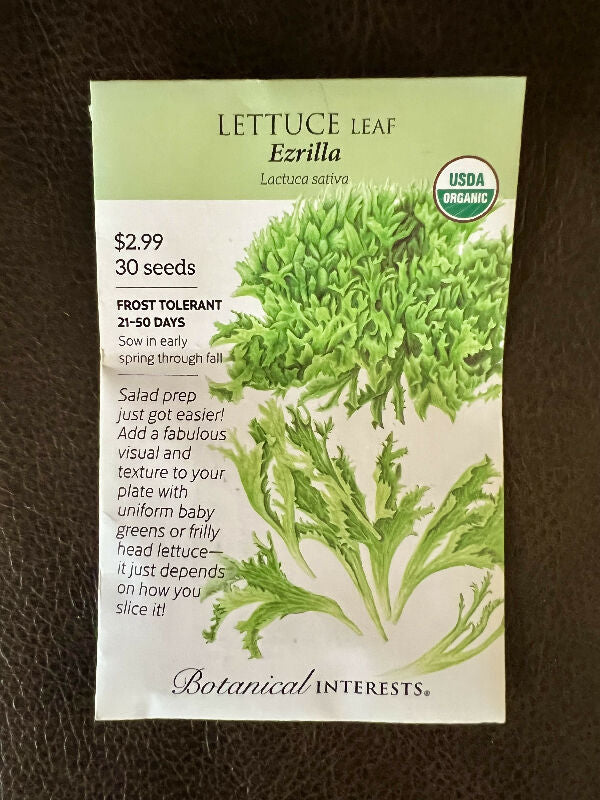 LETTUCE LEAF
Ezrilla
Lactuca sativa
USDA
ORGANIC
$2.99
30 seeds
FROST TOLERANT
21–50 DAYS
Sow in early
spring through fall
Salad prep
just got easier!
Add a fabulous
visual and
texture to your
plate with
uniform baby
greens or frilly
head lettuce—
it just depends
on how you
slice it!
Botanical INTERESTS®